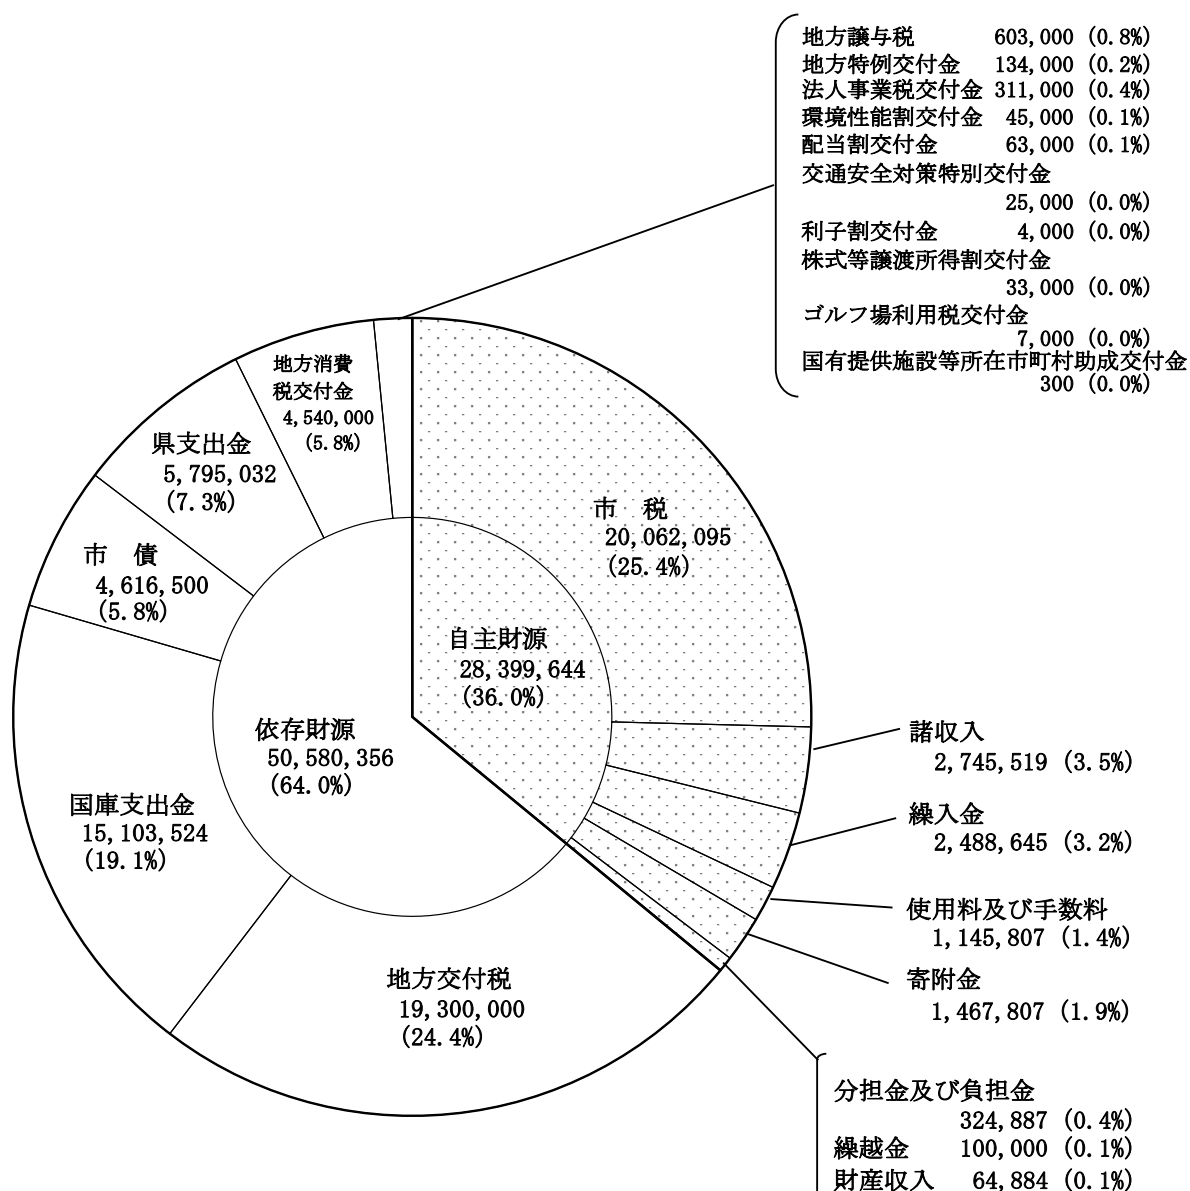 地方譲与税 603,000 (0.8%)
地方特例交付金 134,000 (0.2%)
法人事業税交付金 311,000 (0.4%)
環境性能割交付金 45,000 (0.1%)
配当割交付金 63,000 (0.1%)
交通安全対策特別交付金
25,000 (0.0%)
利子割交付金 4,000 (0.0%)
株式等譲渡所得割交付金
33,000 (0.0%)
ゴルフ場利用税交付金
7,000 (0.0%)
国有提供施設等所在市町村助成交付金
300 (0.0%)
地方消費
税交付金
4,540,000
(5.8%)
県支出金
5,795,032
(7.3%)
市 債
4,616,500
(5.8%)
市 税
20,062,095
(25.4%)
自主財源
28,399,644
(36.0%)
依存財源
50,580,356
(64.0%)
国庫支出金
15,103,524
(19.1%)
地方交付税
19,300,000
(24.4%)
諸収入
2,745,519 (3.5%)
繰入金
2,488,645 (3.2%)
使用料及び手数料
1,145,807 (1.4%)
寄附金
1,467,807 (1.9%)
分担金及び負担金
324,887 (0.4%)
繰越金 100,000 (0.1%)
財産収入 64,884 (0.1%)